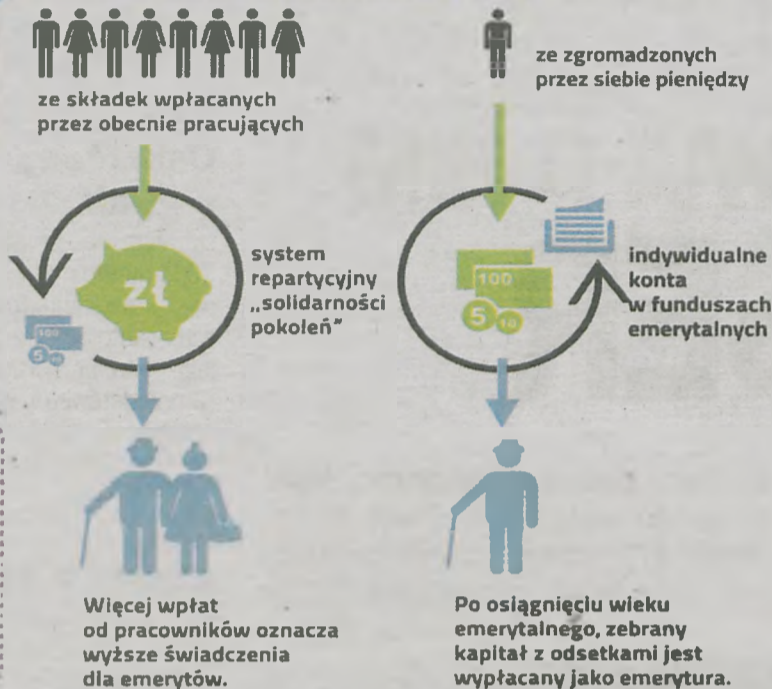 ze składek wpłacanych
przez obecnie pracujących
zł
100
5
10
system
repartycyjny
„solidarności
pokoleń”
Więcej wpłat
od pracowników oznacza
wyższe świadczenia
dla emerytów.
ze zgromadzonych
przez siebie pieniędzy
100
5
10
indywidualne
konta
w funduszach
emerytalnych
Po osiągnięciu wieku
emerytalnego, zebrany
kapitał z odsetkami jest
wypłacany jako emerytura.